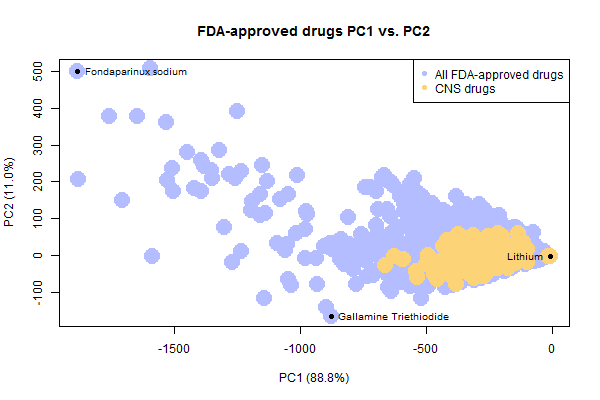 FDA-approved drugs PC1 vs. PC2
All FDA-approved drugs
CNS drugs
Fondaparinux sodium
Lithium
Gallamine Triethiodide
PC2 (11.0%)
500
400
300
200
100
0
-100
-1500
-1000
-500
0
PC1 (88.8%)